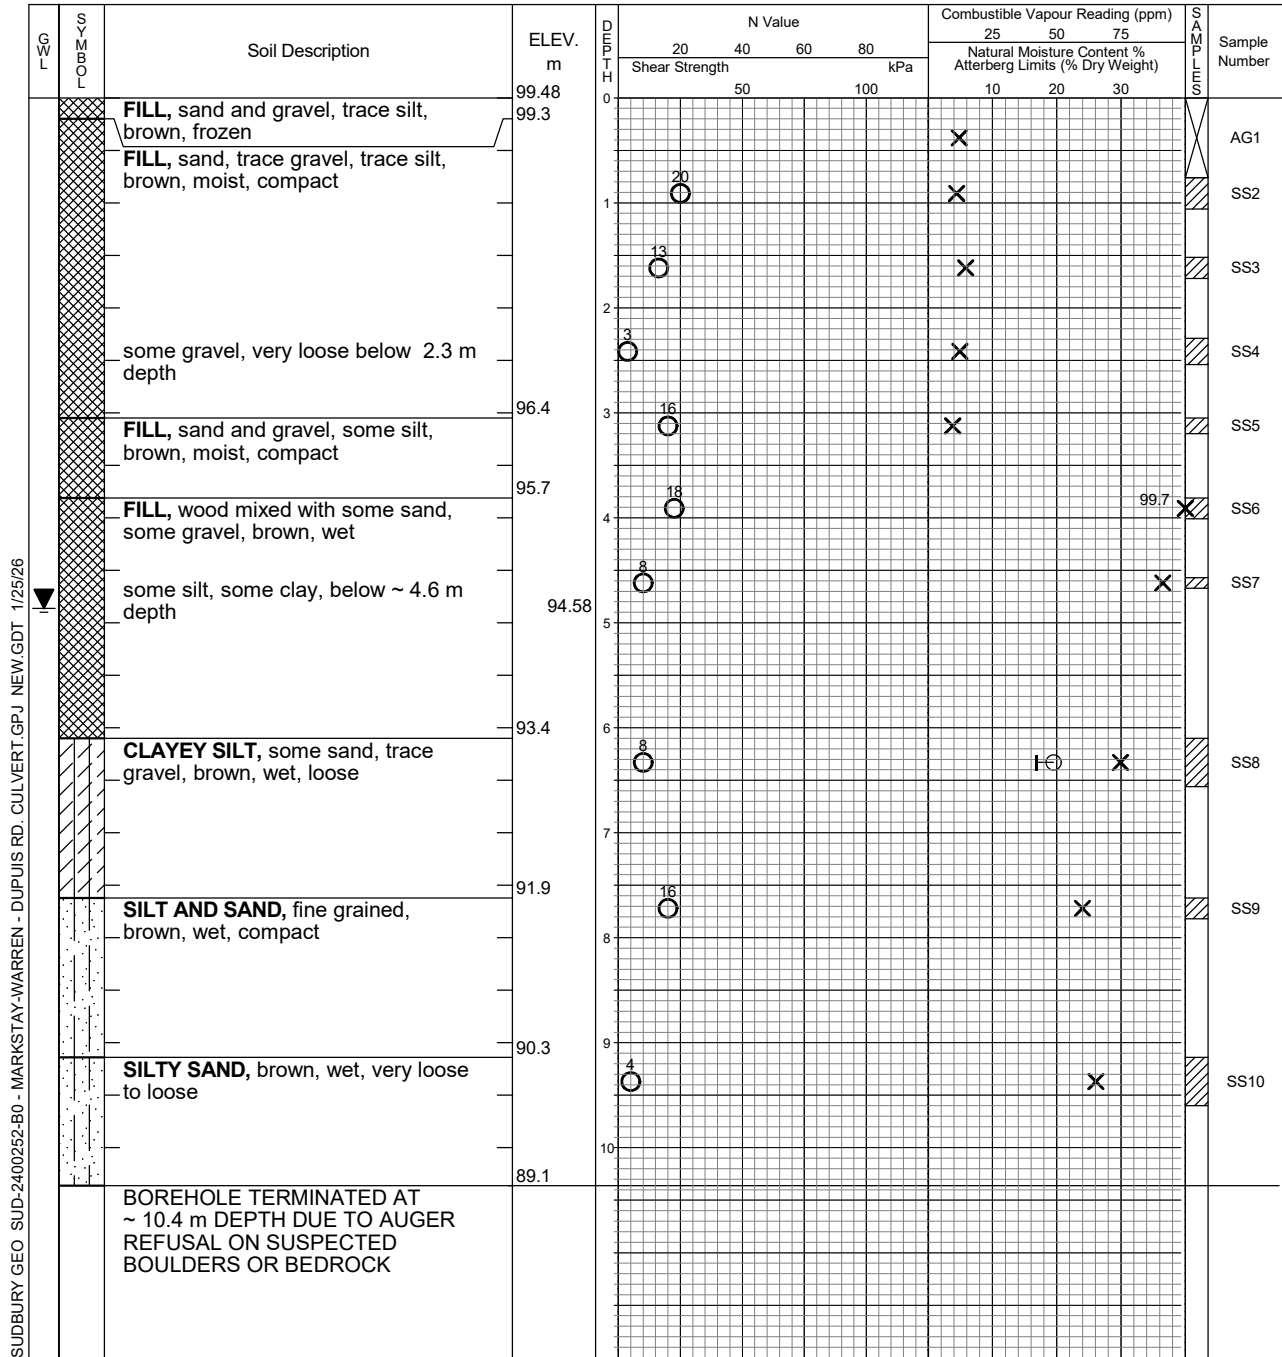 GWL
SYMBOL
Soil Description
ELEV.
m
DEPTH
N Value
20 40 60 80
Shear Strength kPa
50 100
Combustible Vapour Reading (ppm)
25 50 75
Natural Moisture Content %
Atterberg Limits (% Dry Weight)
10 20 30
SAMPLES
Sample
Number
99.48
0
FILL, sand and gravel, trace silt,
brown, frozen
99.3
AG1
FILL, sand, trace gravel, trace silt,
brown, moist, compact
20
SS2
1
13
SS3
2
3
some gravel, very loose below 2.3 m
depth
SS4
96.4
3
16
FILL, sand and gravel, some silt,
brown, moist, compact
SS5
95.7
18
99.7
FILL, wood mixed with some sand,
some gravel, brown, wet
SS6
4
8
some silt, some clay, below ~ 4.6 m
depth
SS7
94.58
5
93.4
6
8
CLAYEY SILT, some sand, trace
gravel, brown, wet, loose
SS8
7
91.9
16
SILT AND SAND, fine grained,
brown, wet, compact
SS9
8
9
90.3
4
SILTY SAND, brown, wet, very loose
to loose
SS10
10
89.1
BOREHOLE TERMINATED AT
~ 10.4 m DEPTH DUE TO AUGER
REFUSAL ON SUSPECTED
BOULDERS OR BEDROCK
SUDBURY GEO SUD-2400252-B0 - MARKSTAY-WARREN - DUPUIS RD. CULVERT.GPJ NEW.GDT 1/25/26